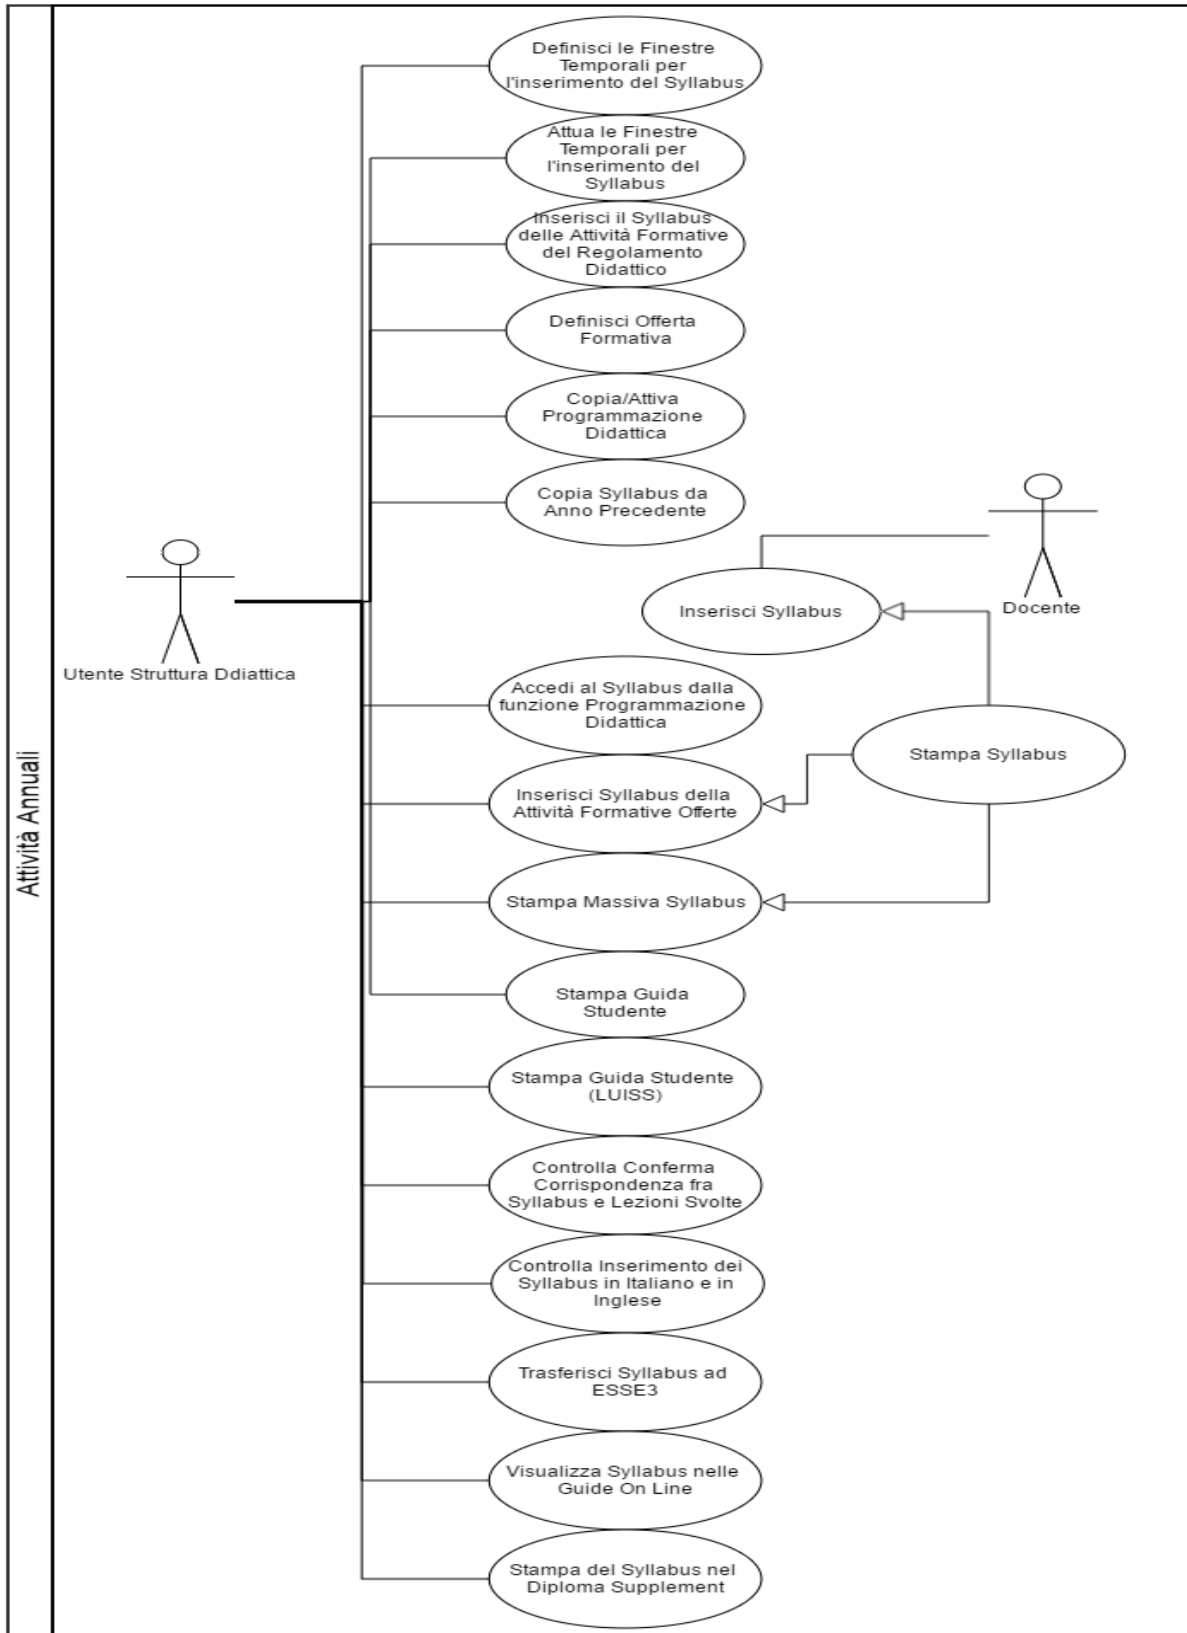 Attività Annuali
Definisci le Finestre
Temporali per
l'inserimento del Syllabus
Attua le Finestre
Temporali per
l'inserimento del
Syllabus
Inserisci il Syllabus
delle Attività Formative
del Regolamento
Didattico
Definisci Offerta
Formativa
Copia/Attiva
Programmazione
Didattica
Copia Syllabus da
Anno Precedente
Utente Struttura Ddiattica
Docente
Inserisci Syllabus
Accedi al Syllabus dalla
funzione Programmazione
Didattica
Stampa Syllabus
Inserisci Syllabus della
Attività Formative Offerte
Stampa Massiva Syllabus
Stampa Guida
Studente
Stampa Guida Studente
(LUISS)
Controlla Conferma
Corrispondenza fra
Syllabus e Lezioni Svolte
Controlla Inserimento dei
Syllabus in Italiano e in
Inglese
Trasferisci Syllabus ad
ESSE3
Visualizza Syllabus nelle
Guide On Line
Stampa del Syllabus nel
Diploma Supplement